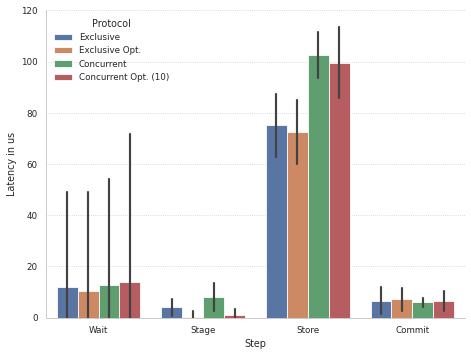 120
100
80
60
40
20
0
Latency in us
Protocol
Exclusive
Exclusive Opt.
Concurrent
Concurrent Opt. (10)
Wait Stage Store Commit
Step